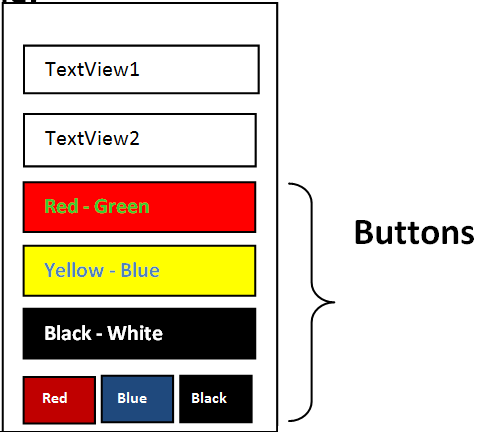 TextView1
TextView2
Red - Green
Buttons
Yellow - Blue
Black - White
Red Blue Black